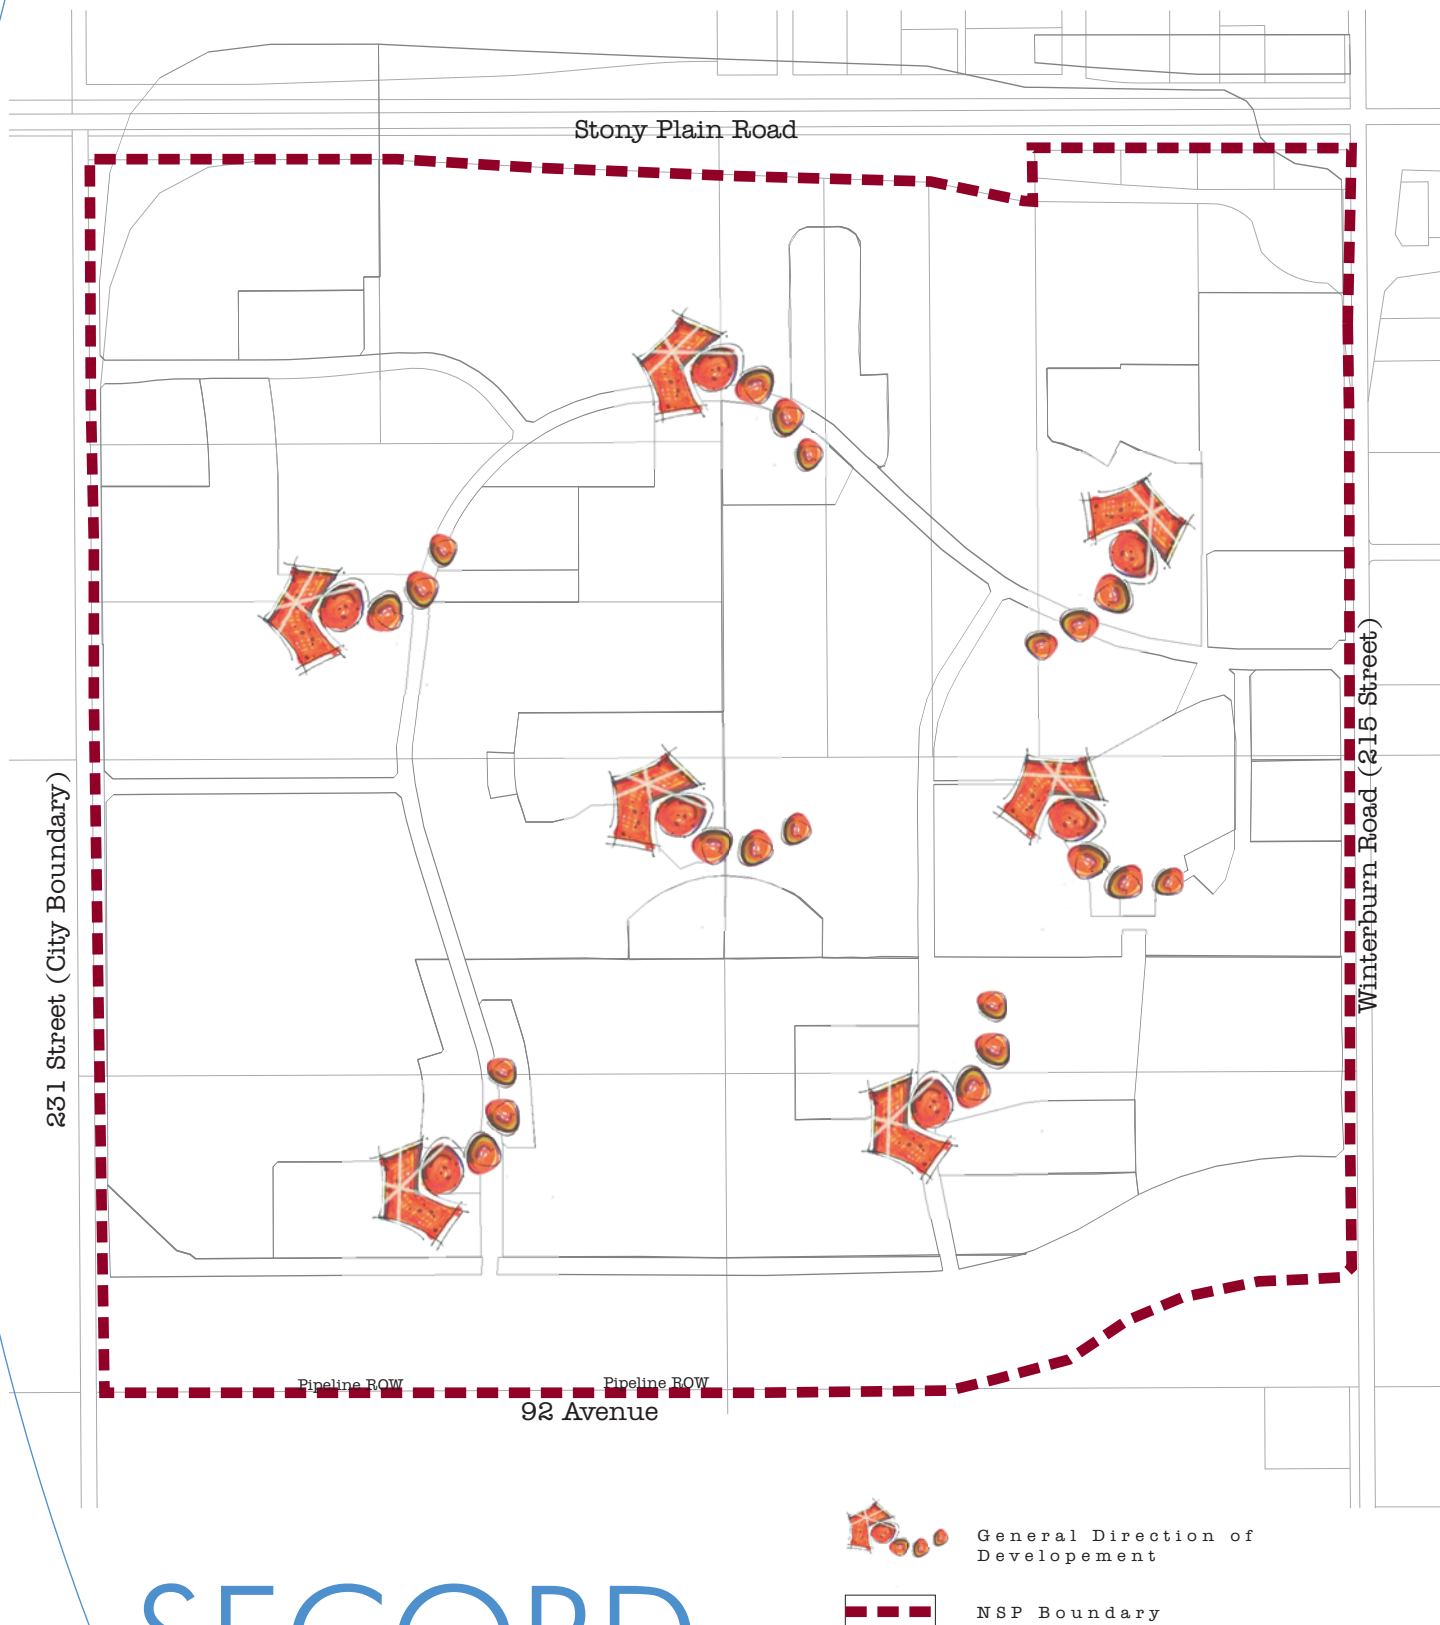 Stony Plain Road
Winterburn Road (215 Street)
231 Street (City Boundary)
Pipeline ROW
Pipeline ROW
92 Avenue
General Direction of
Developement
NSP Boundary
SECORD